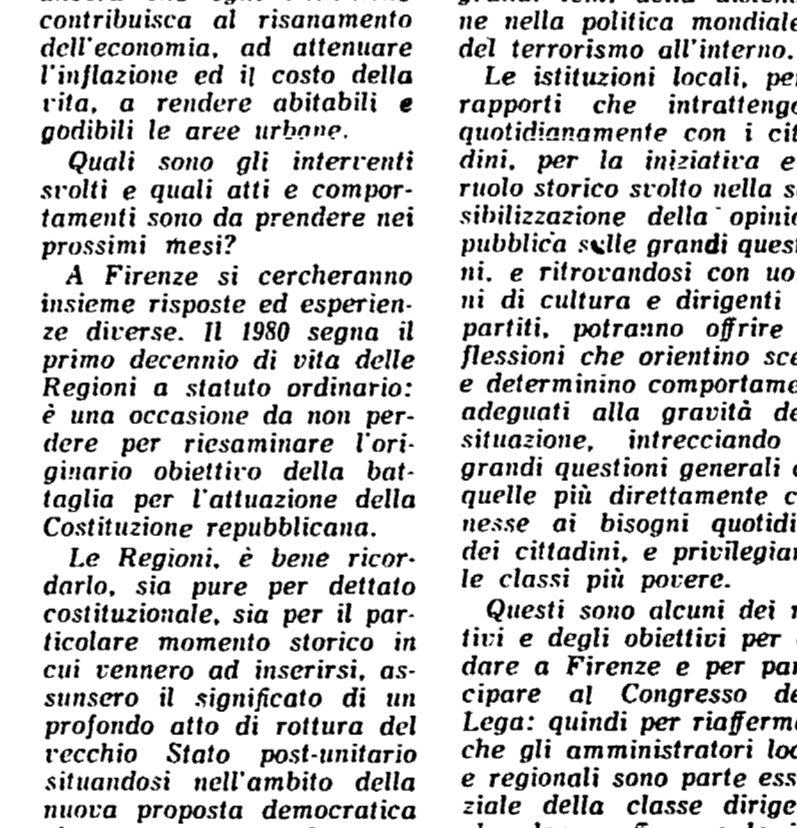 contribuisca al risanamento
dell'economia, ad attenuare
l'inflazione ed il costo della
vita, a rendere abitabili e
godibili le aree urbane.
Quali sono gli interventi
svolti e quali atti e compor-
tamenti sono da prendere nei
prossimi mesi?
A Firenze si cercheranno
insieme risposte ed esperien-
ze diverse. Il 1980 segna il
primo decennio di vita delle
Regioni a statuto ordinario:
è una occasione da non per-
dere per riesaminare l'ori-
ginario obiettivo della bat-
taglia per l'attuazione della
Costituzione repubblicana.
Le Regioni, è bene ricor-
darlo, sia pure per dettato
costituzionale, sia per il par-
ticolare momento storico in
cui vennero ad inserirsi, as-
sunsero il significato di un
profondo atto di rottura del
vecchio Stato post-unitario
situandosi nell'ambito della
nuova proposta democratica
ne nella politica mondiale
del terrorismo all'interno.
Le istituzioni locali, per
rapporti che intratteng
quotidianamente con i cit
dini, per la iniziativa e
ruolo storico svolto nella s
sibilizzazione della opinio
pubblica sulle grandi quest
ni, e ritrovandosi con uo
ni di cultura e dirigenti
partiti, potranno offrire
flessioni che orientino sce
e determinino comportame
adeguati alla gravità de
situazione, intrecciando
grandi questioni generali
quelle più direttamente c
nesse ai bisogni quotidi
dei cittadini, e privilegian
le classi più povere.
Questi sono alcuni dei
tivi e degli obiettivi per
dare a Firenze e per par
cipare al Congresso de
Lega: quindi per riafferma
che gli amministratori loc
e regionali sono parte ess
ziale della classe dirige